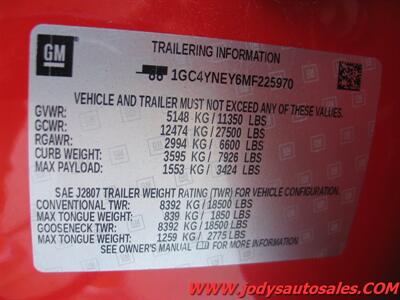 GM
TRAILERING INFORMATION
1GC4YNEY6MF225970
VEHICLE AND TRAILER MUST NOT EXCEED ANY OF THESE VALUES.
GVWR: 5148 KG/11350 LBS
GCWR: 12474 KG/27500 LBS
RGAWR: 2994 KG/ 6600 LBS
CURB WEIGHT: 3595 KG/ 7926 LBS
MAX PAYLOAD: 1553 KG/ 3424 LBS
SAE J2807 TRAILER WEIGHT RATING (TWR) FOR VEHICLE CONFIGURATION.
CONVENTIONAL TWR: 8392 KG/18500 LBS
MAX TONGUE WEIGHT: 839 KG/ 1850 LBS
GOOSENECK TWR: 8392 KG/18500 LBS
MAX TONGUE WEIGHT: 1259 KG/ 2775 LBS
SEE OWNER'S MANUAL FOR ADDITIONAL INFORMATION.
www.jodysautosales.com